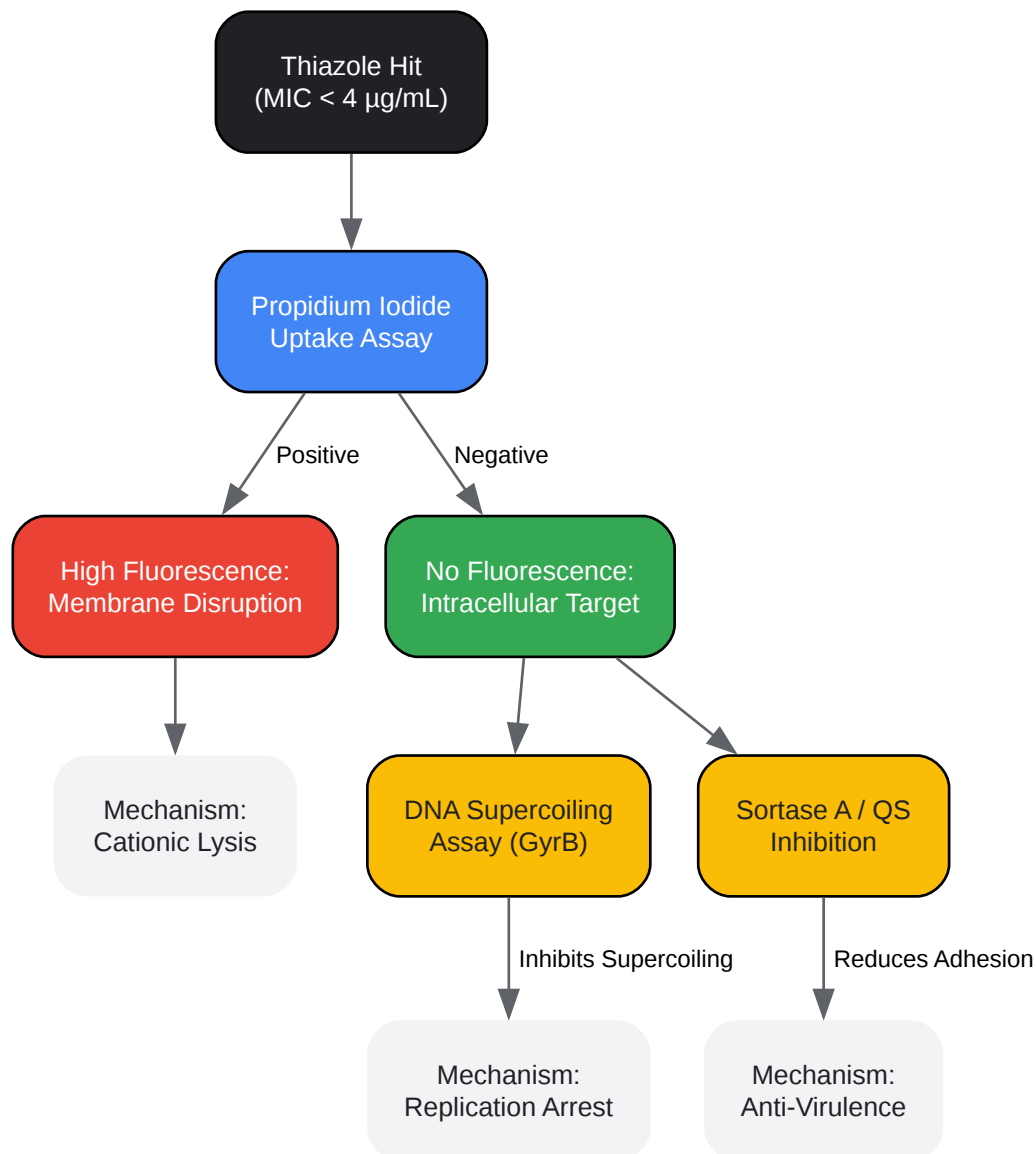 Thiazole Hit
(MIC < 4 µg/mL)
Propidium Iodide
Uptake Assay
Positive
Negative
High Fluorescence:
Membrane Disruption
No Fluorescence:
Intracellular Target
Mechanism:
Cationic Lysis
DNA Supercoiling
Assay (GyrB)
Sortase A / QS
Inhibition
Inhibits Supercoiling
Reduces Adhesion
Mechanism:
Replication Arrest
Mechanism:
Anti-Virulence